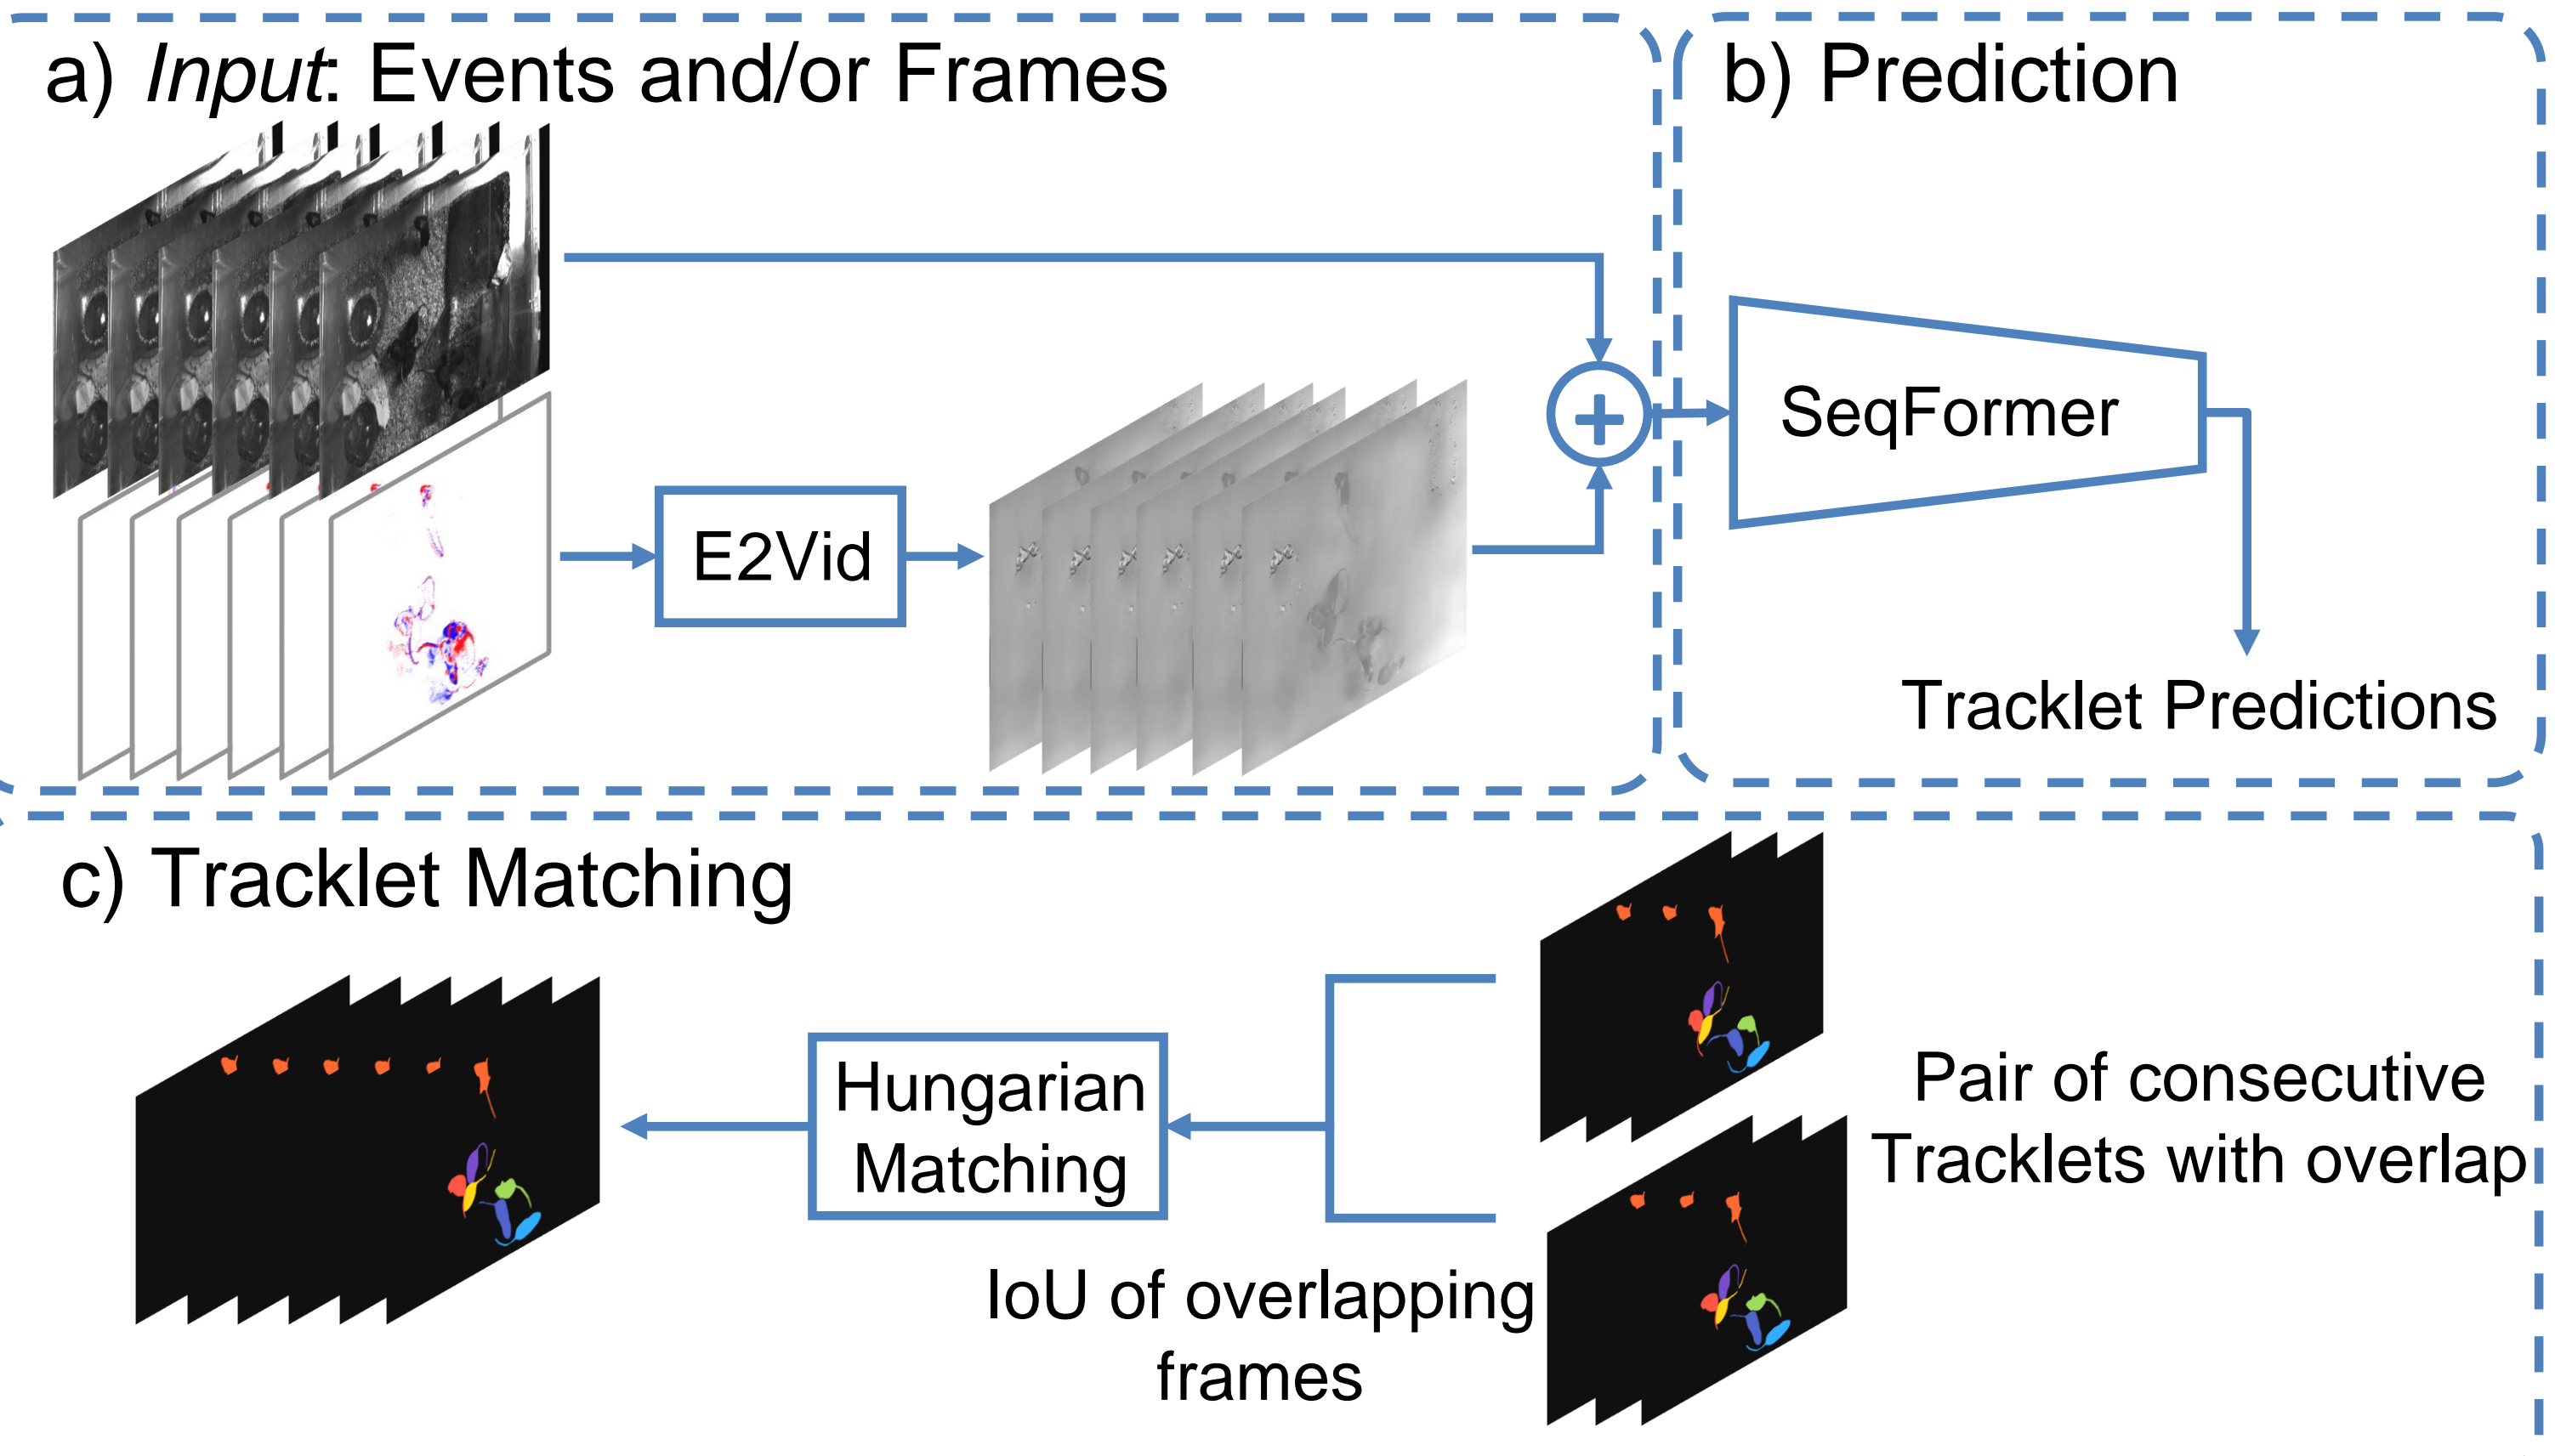 a) Input: Events and/or Frames
b) Prediction
SeqFormer
E2Vid
+
Tracklet Predictions
c) Tracklet Matching
Hungarian
Matching
Pair of consecutive
Tracklets with overlap
IoU of overlapping
frames